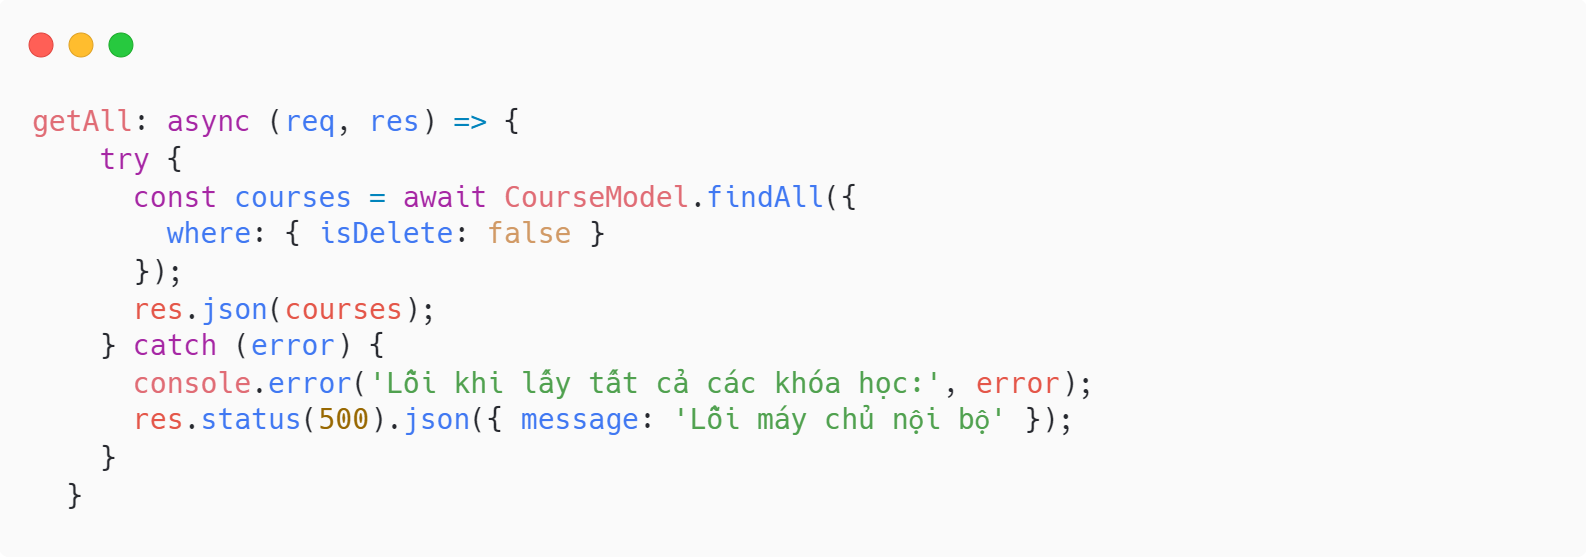 getAll: async (req, res) => {
    try {
      const courses = await CourseModel.findAll({
        where: { isDelete: false }
      });
      res.json(courses);
    } catch (error) {
      console.error('Lỗi khi lấy tất cả các khóa học:', error);
      res.status(500).json({ message: 'Lỗi máy chủ nội bộ' });
    }
  }